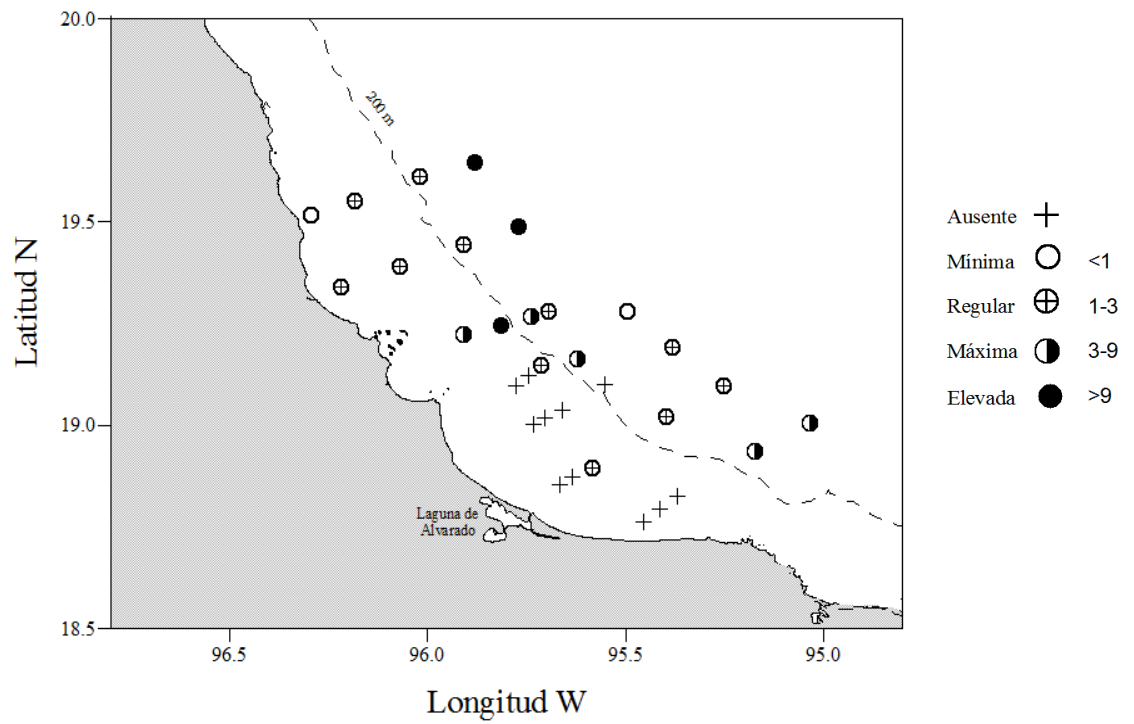 20.0
19.5
19.0
18.5
Latitud N
200 m
Laguna de
Alvarado
96.5
96.0
95.5
95.0
Longitud W
Ausente
Mínima <1
Regular 1-3
Máxima 3-9
Elevada >9